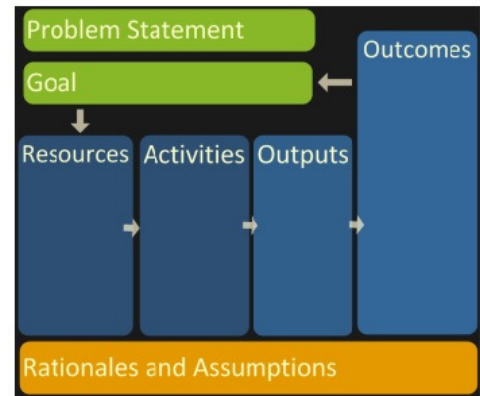 Problem Statement
Goal
Outcomes
Resources
Activities
Outputs
Rationales and Assumptions